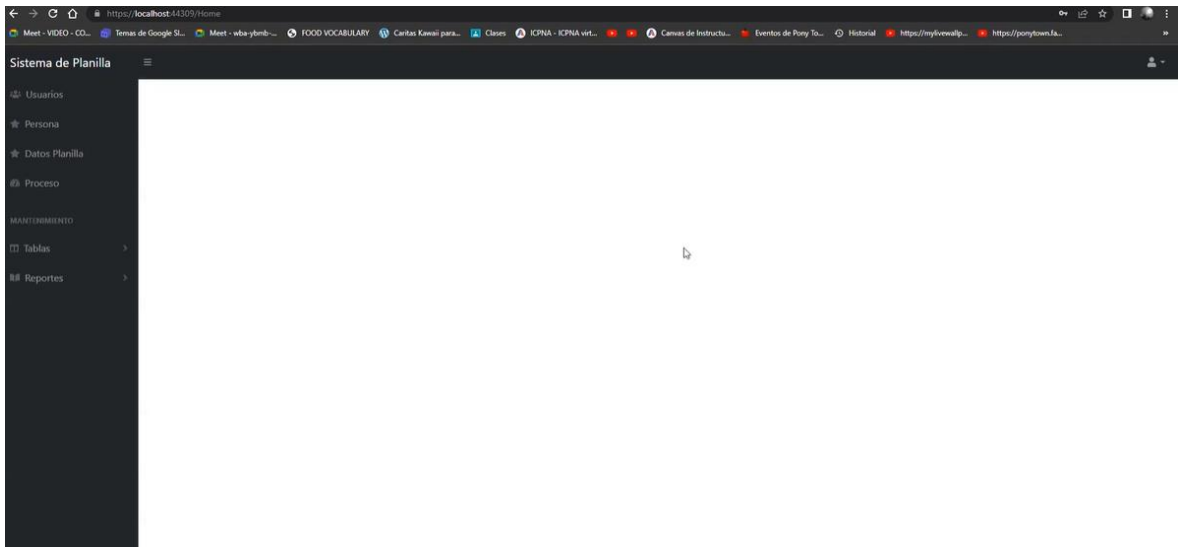 https://localhost:44309/Home
Meet - VIDEO - CO... Temas de Google Sl... Meet - wba-ybmb-... FOOD VOCABULARY Caritas Kawaii para... Clases ICPNA - ICPNA virt... Canvas de Instructu... Eventos de Pony To... Historial https://mylivewallp... https://ponytown.fa... »
Sistema de Planilla
Usuarios
Persona
Datos Planilla
Proceso
MANTENIMIENTO
Tablas
Reportes